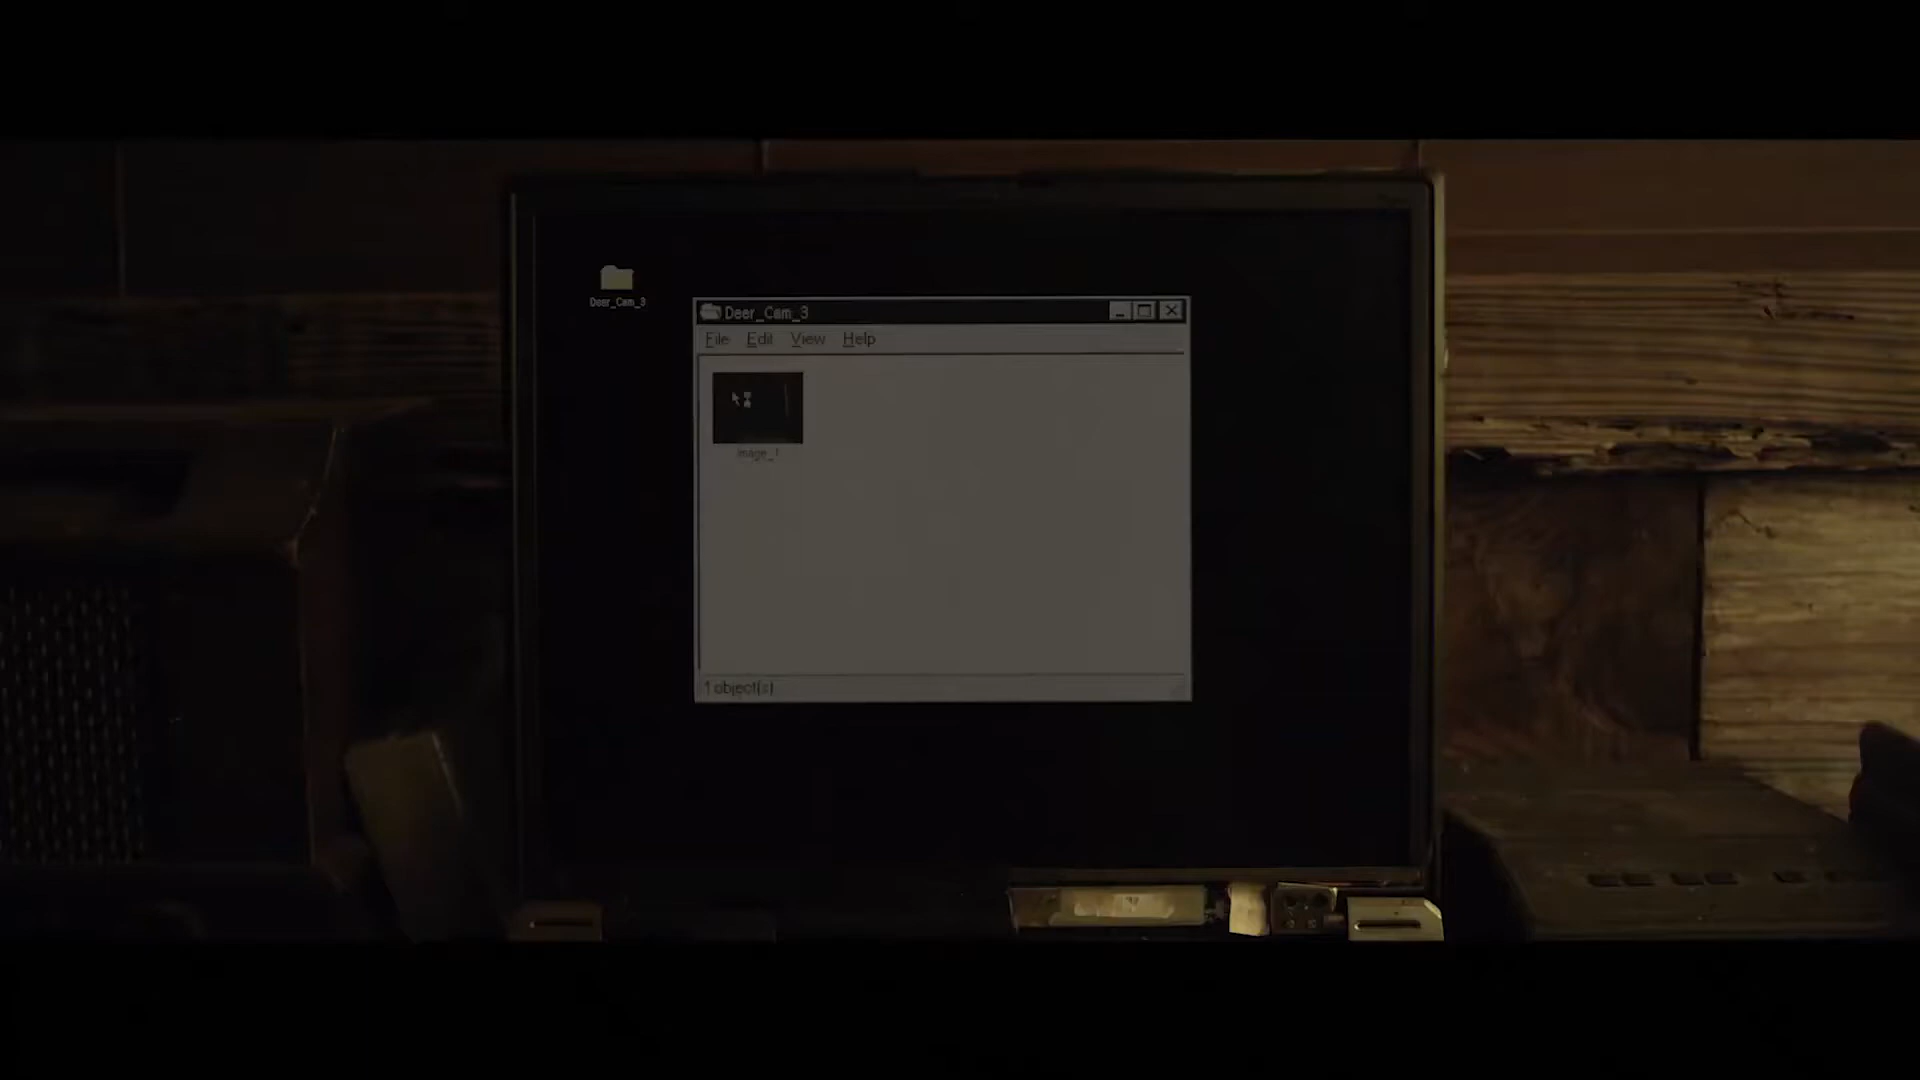 Deer_Cam_3
Deer_Cam_3
File Edit View Help
Image_1
1 object(s)